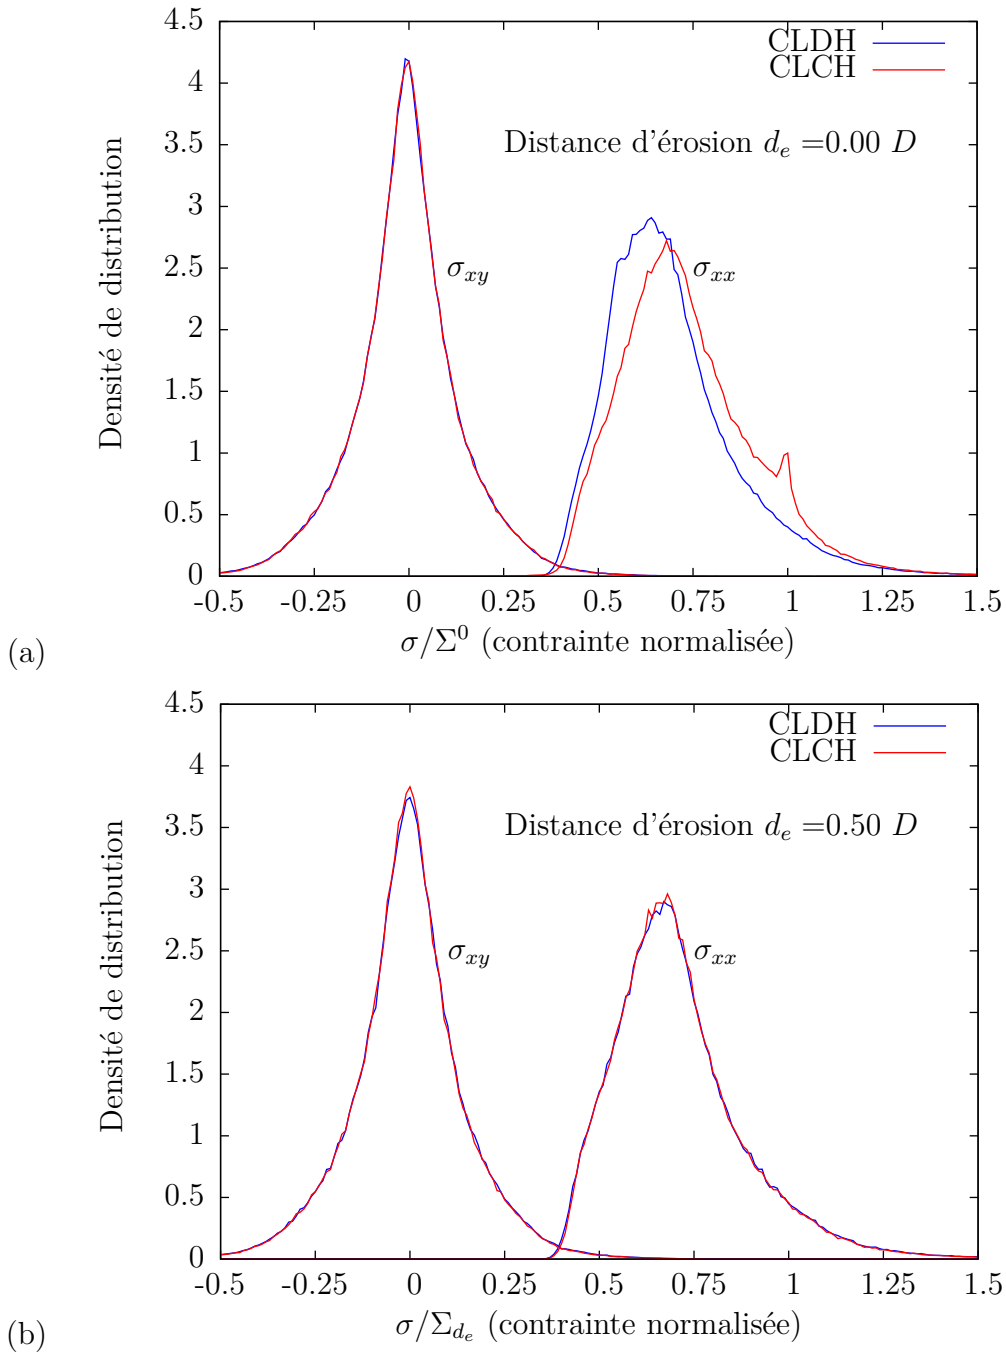 4.5
4
3.5
3
2.5
2
1.5
1
0.5
0
Densité de distribution
CLDH
CLCH
Distance d'érosion d_e =0.00 D
σ_xy
σ_xx
-0.5 -0.25 0 0.25 0.5 0.75 1 1.25 1.5
σ/Σ^0 (contrainte normalisée)
(a)
4.5
4
3.5
3
2.5
2
1.5
1
0.5
0
Densité de distribution
CLDH
CLCH
Distance d'érosion d_e =0.50 D
σ_xy
σ_xx
-0.5 -0.25 0 0.25 0.5 0.75 1 1.25 1.5
σ/Σ_{d_e} (contrainte normalisée)
(b)